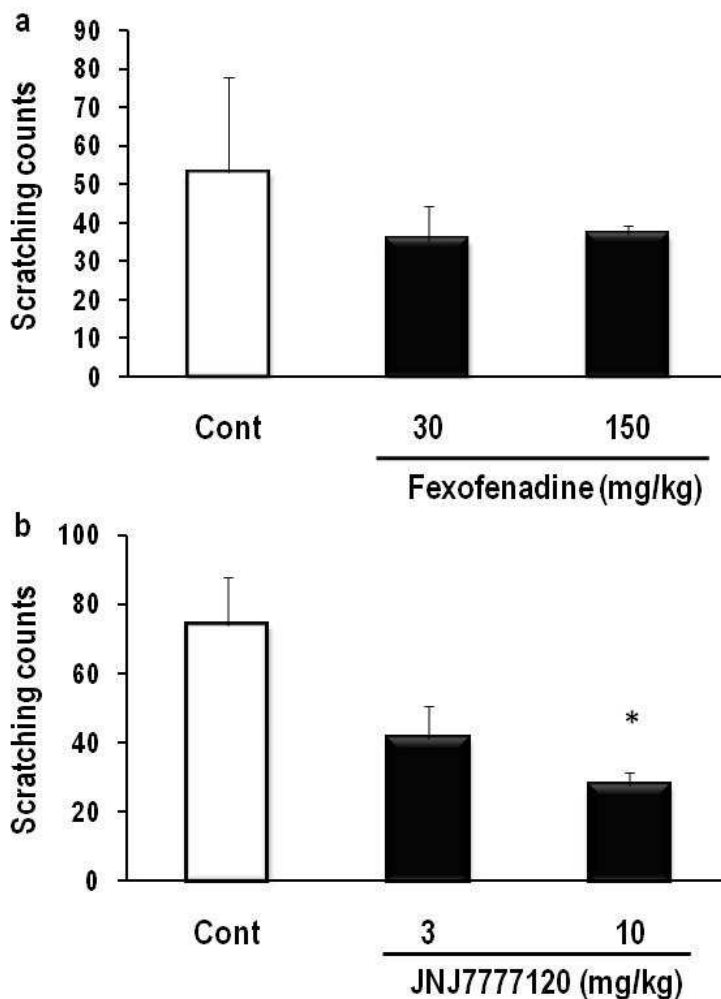 a
Scratching counts
90
80
70
60
50
40
30
20
10
0
Cont 30 150
Fexofenadine (mg/kg)
b
Scratching counts
100
80
60
40
20
0
*
Cont 3 10
JNJ7777120 (mg/kg)